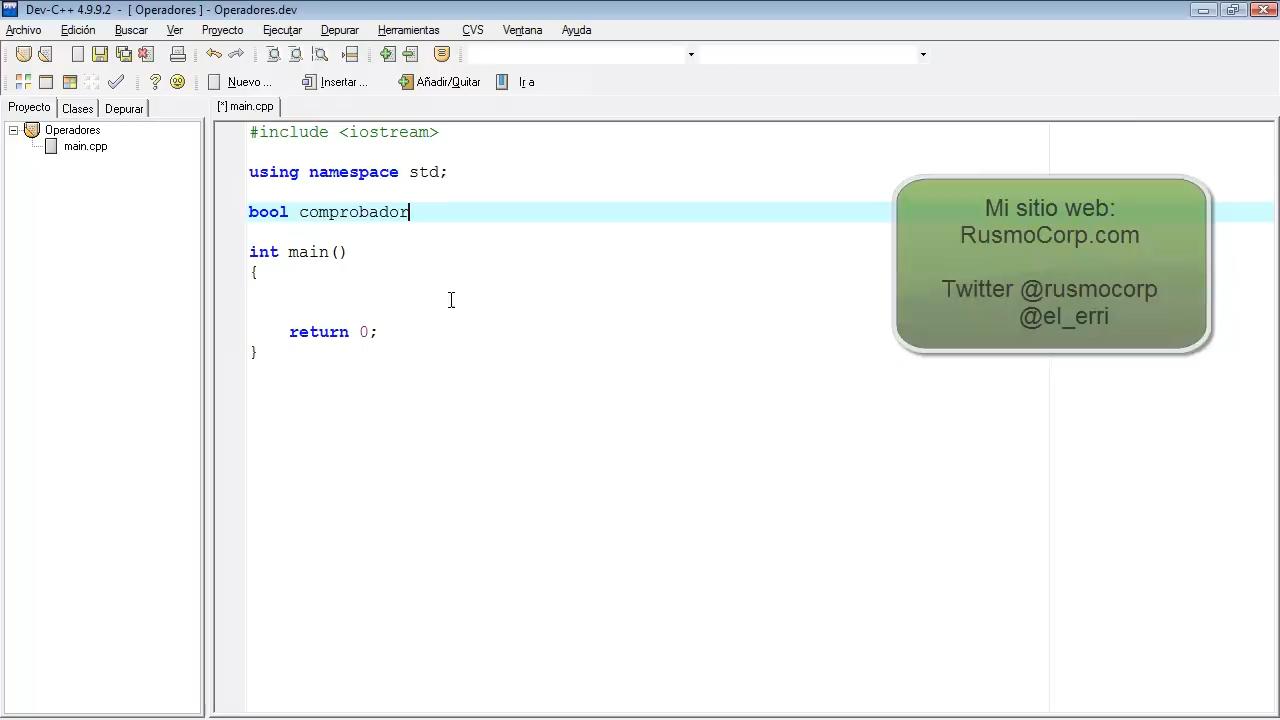 Dev-C++ 4.9.9.2 - [ Operadores ] - Operadores.dev
Archivo Edición Buscar Ver Proyecto Ejecutar Depurar Herramientas CVS Ventana Ayuda
Nuevo ... Insertar ... Añadir/Quitar Ir a
Proyecto Clases Depurar [*] main.cpp
Operadores
main.cpp
#include <iostream>
using namespace std;
bool comprobador
int main()
{
return 0;
}
Mi sitio web:
RusmoCorp.com
Twitter @rusmocorp
@el_erri